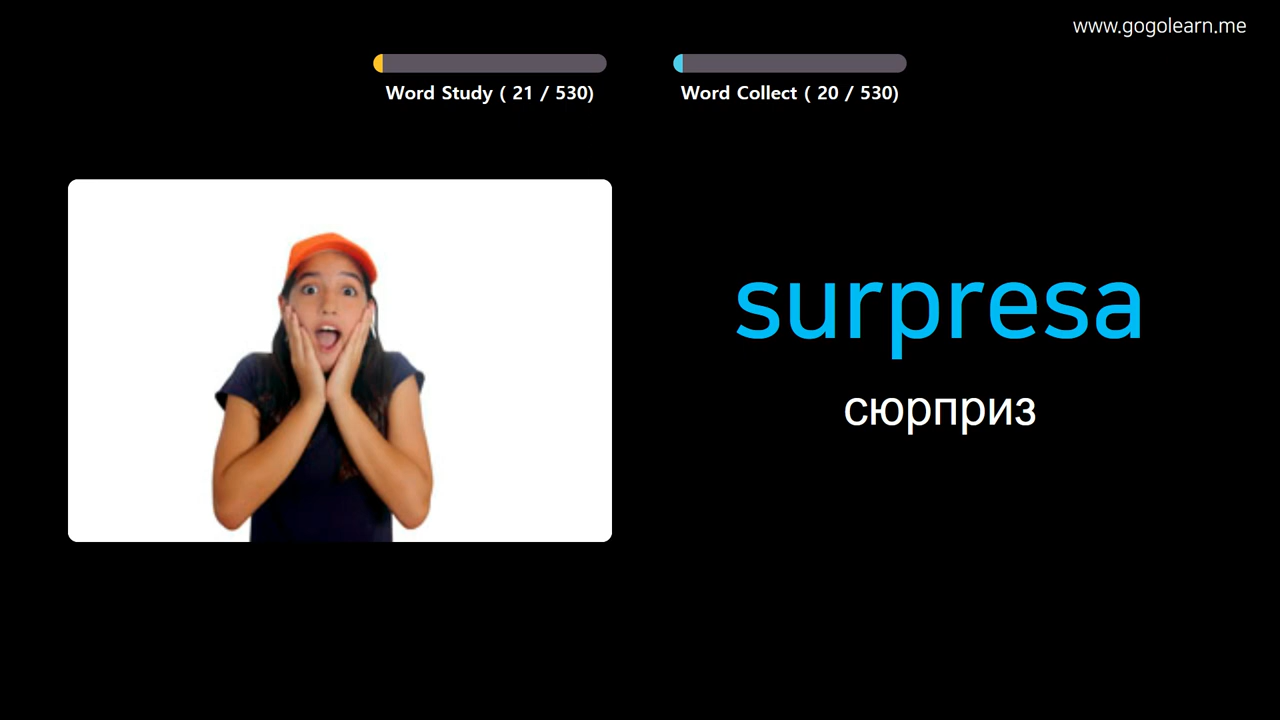 www.gogolearn.me
Word Study ( 21 / 530)
Word Collect ( 20 / 530)
surpresa
сюрприз